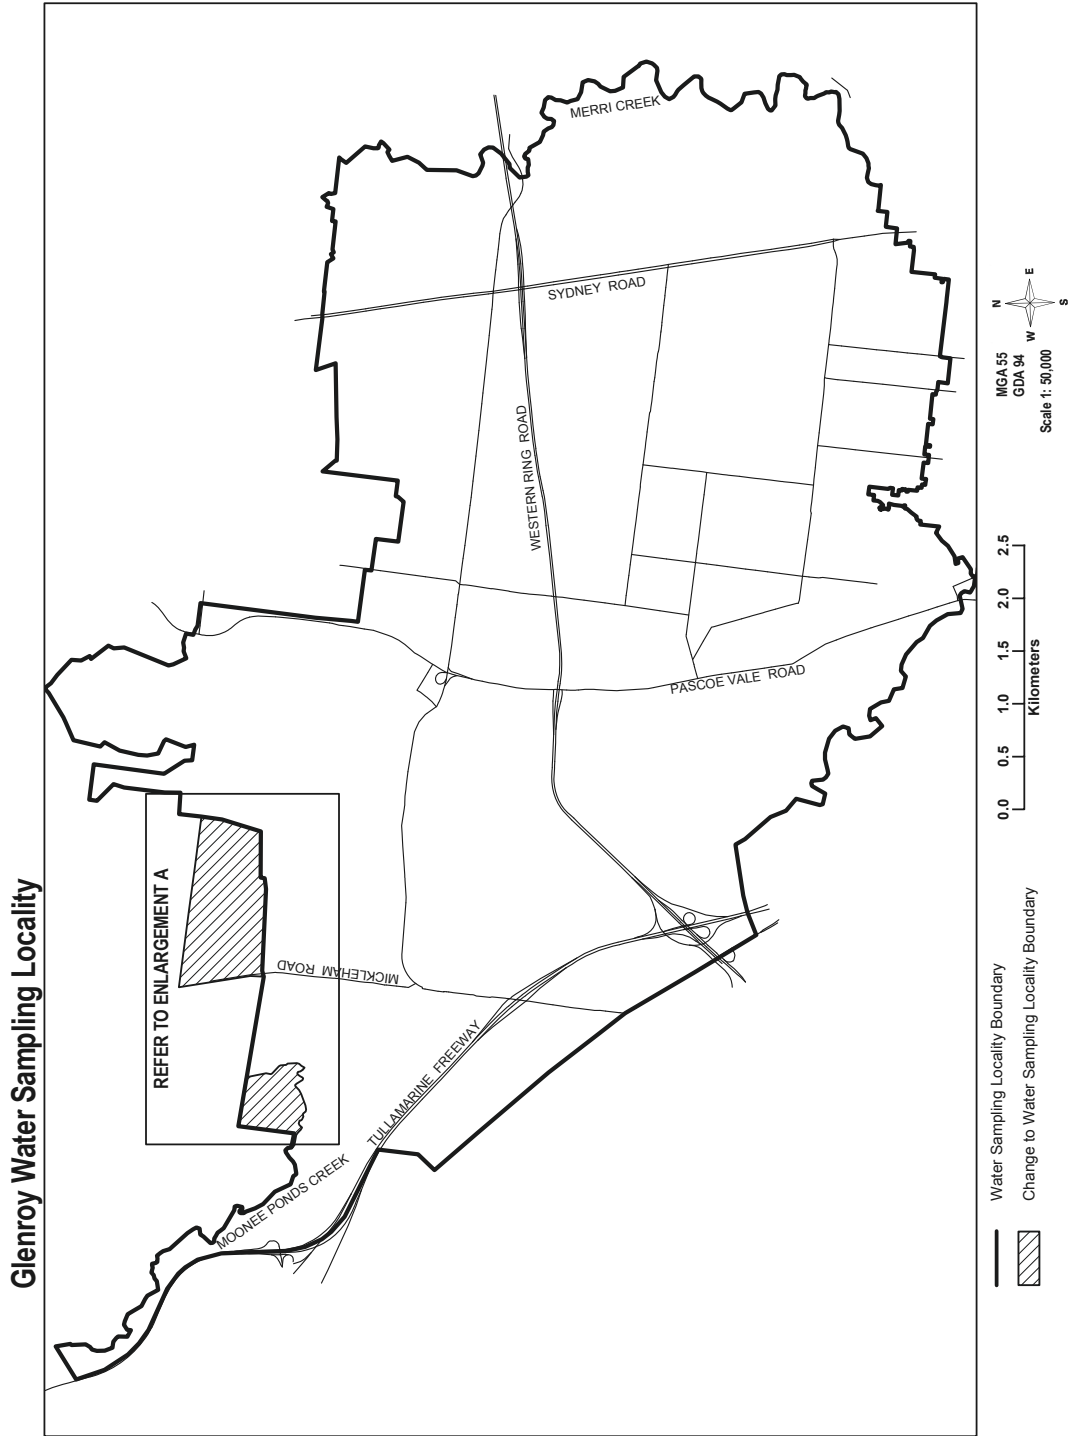 Glenroy Water Sampling Locality
REFER TO ENLARGEMENT A
MERRI CREEK
SYDNEY ROAD
WESTERN RING ROAD
PASCOE VALE ROAD
MICKLEHAM ROAD
TULLAMARINE FREEWAY
MOONEE PONDS CREEK
Water Sampling Locality Boundary
Change to Water Sampling Locality Boundary
0.0 0.5 1.0 1.5 2.0 2.5
Kilometers
MGA 55
GDA 94
Scale 1: 50,000
N
W E
S